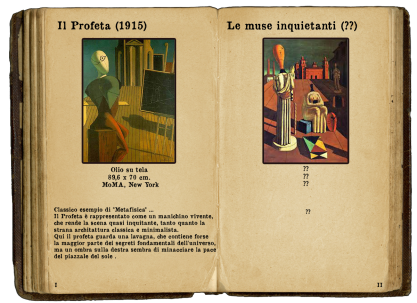 Il Profeta (1915)
Olio su tela
89,6 x 70 cm.
MoMA, New York
Classico esempio di "Metafisica" ...
Il Profeta è rappresentato come un manichino vivente,
che rende la scena quasi inquitante, tanto quanto la
strana architettura classica e minimalista.
Qui il profeta guarda una lavagna, che contiene forse
la maggior parte dei segreti fondamentali dell'universo,
ma un ombra sulla destra sembra di minacciare la pace
del piazzale del sole .
I
Le muse inquietanti (??)
??
??
??
??
II